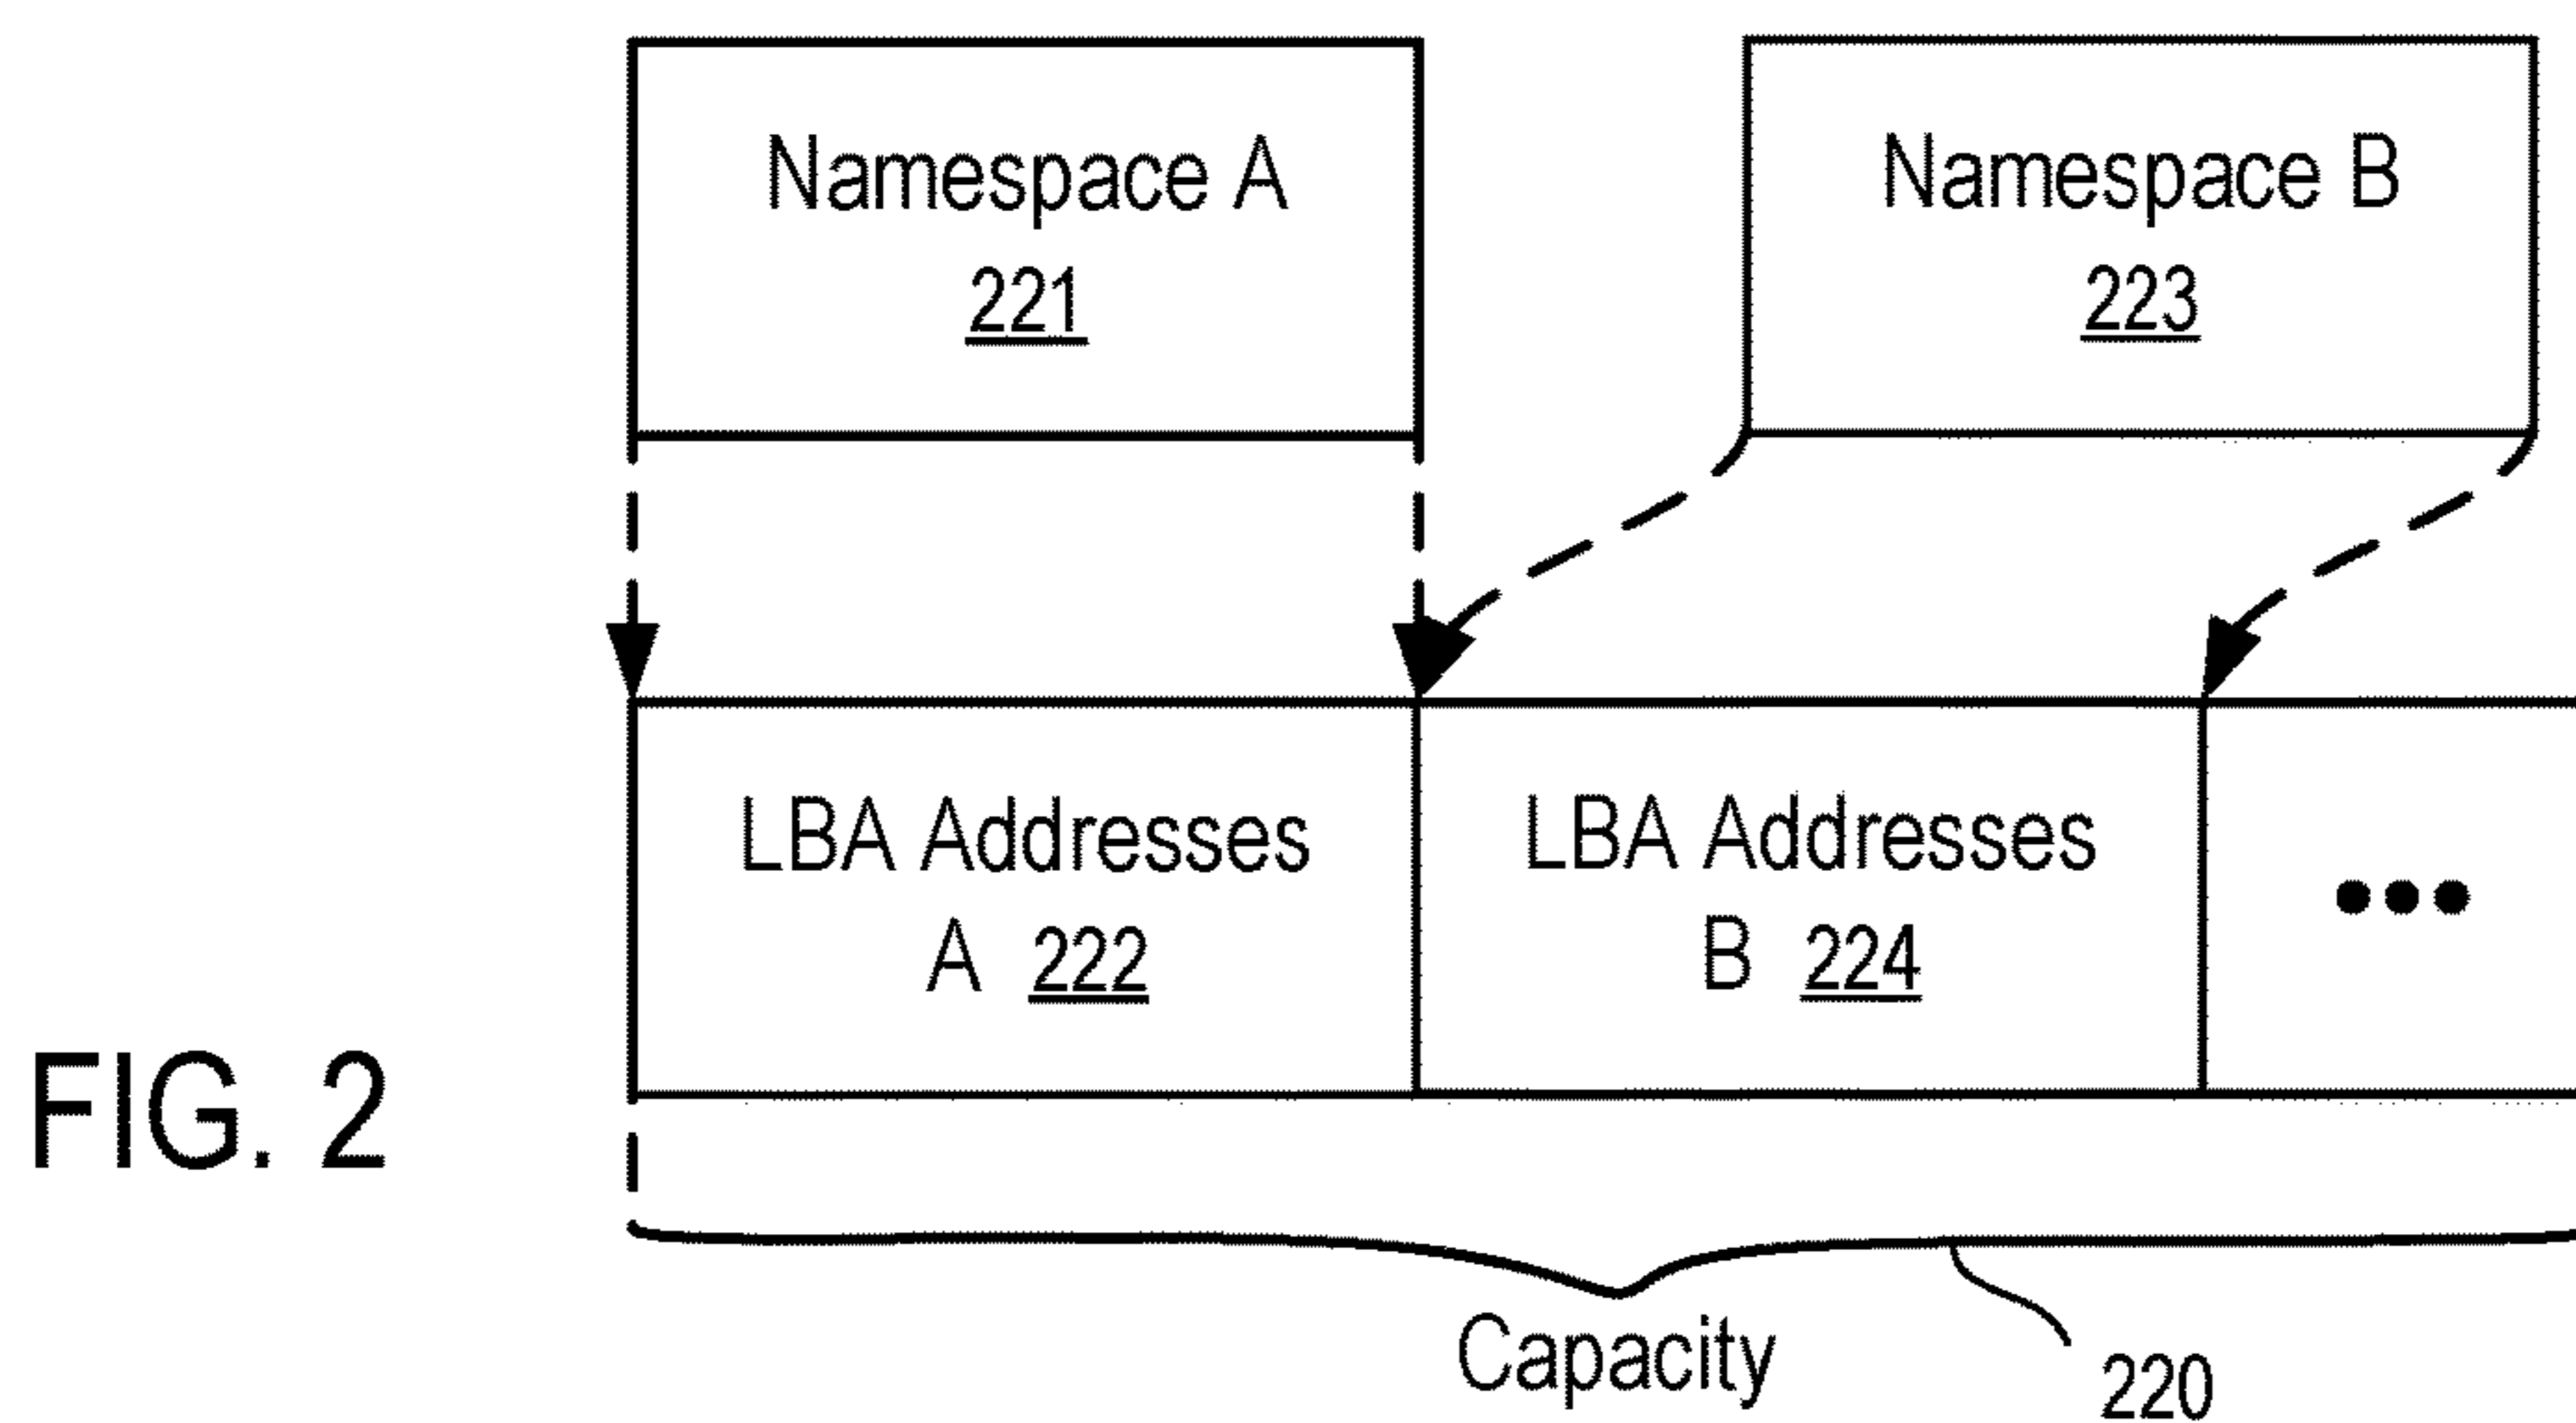 Namespace A
221
Namespace B
223
LBA Addresses
A 222
LBA Addresses
B 224
•••
FIG. 2
Capacity
220